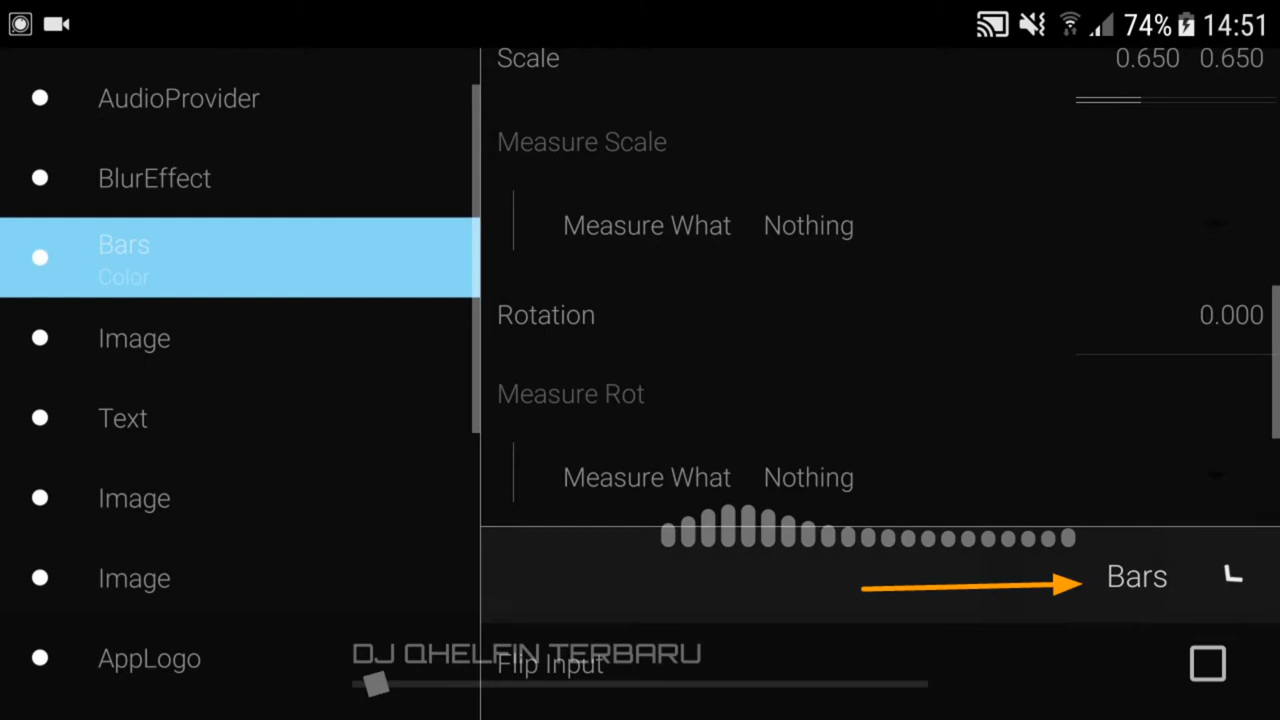 74% 14:51
AudioProvider
BlurEffect
Bars
Color
Image
Text
Image
Image
AppLogo
Scale 0.650 0.650
Measure Scale
Measure What Nothing
Rotation 0.000
Measure Rot
Measure What Nothing
Bars
DJ QHELFIN TERBARU
Flip Input